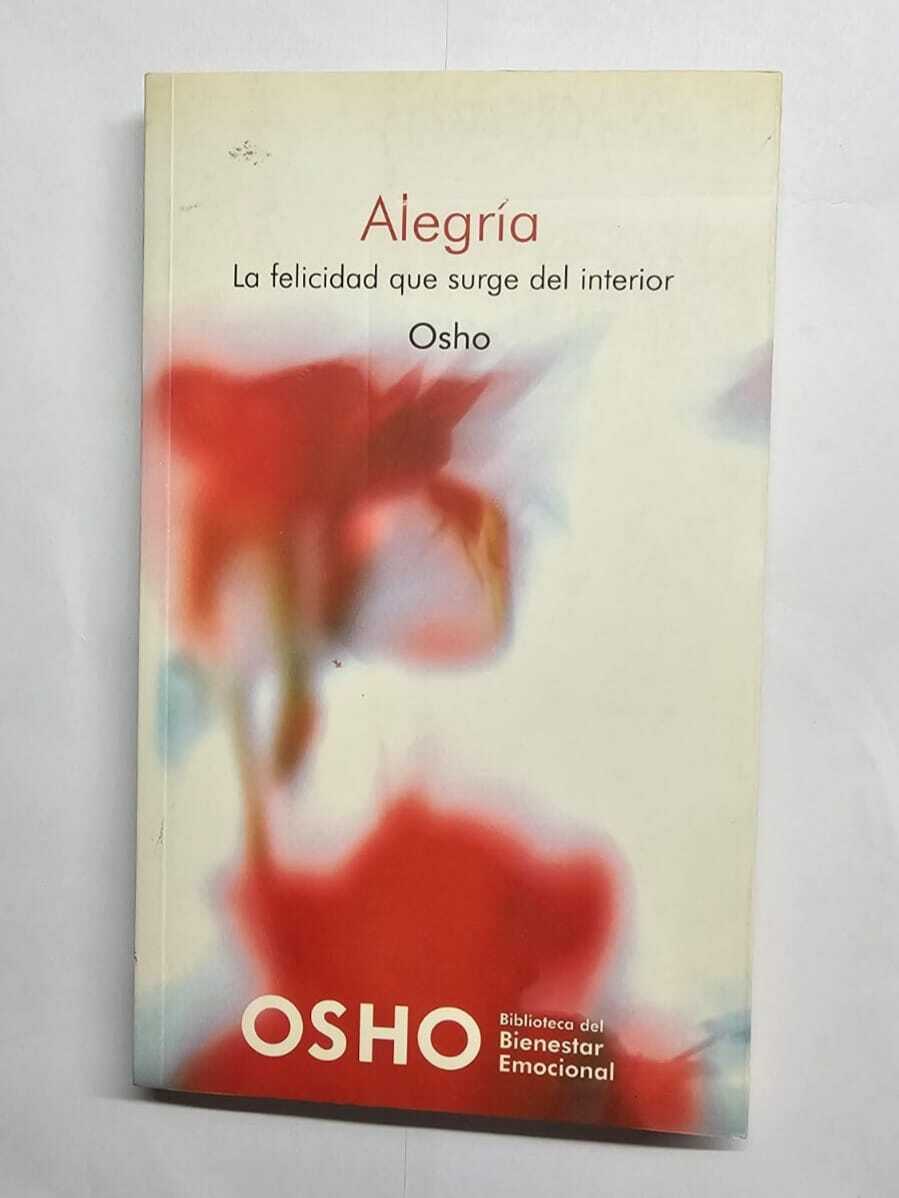 Alegría
La felicidad que surge del interior
Osho
OSHO
Biblioteca del
Bienestar
Emocional